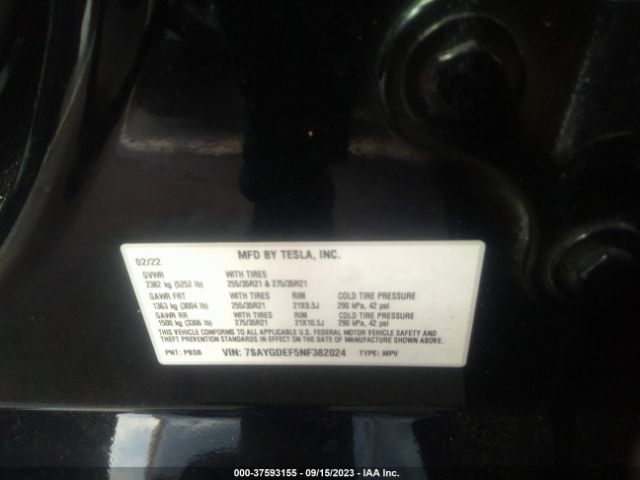 02/22 MFD BY TESLA, INC.
GVWR WITH TIRES
2382 kg (5252 lb) 255/35R21 & 275/35R21
GAWR FRT WITH TIRES RIM COLD TIRE PRESSURE
1363 kg (3004 lb) 255/35R21 21X9.5J 290 kPa, 42 psi
GAWR RR WITH TIRES RIM COLD TIRE PRESSURE
1500 kg (3306 lb) 275/35R21 21X10.5J 290 kPa, 42 psi
THIS VEHICLE CONFORMS TO ALL APPLICABLE U.S. FEDERAL MOTOR VEHICLE SAFETY AND
THEFT PREVENTION STANDARDS IN EFFECT ON THE DATE OF MANUFACTURE SHOWN ABOVE.
PNT: PBSB VIN: 7SAYGDEF5NF382024 TYPE: MPV
000-37593155 - 09/15/2023 - IAA Inc.